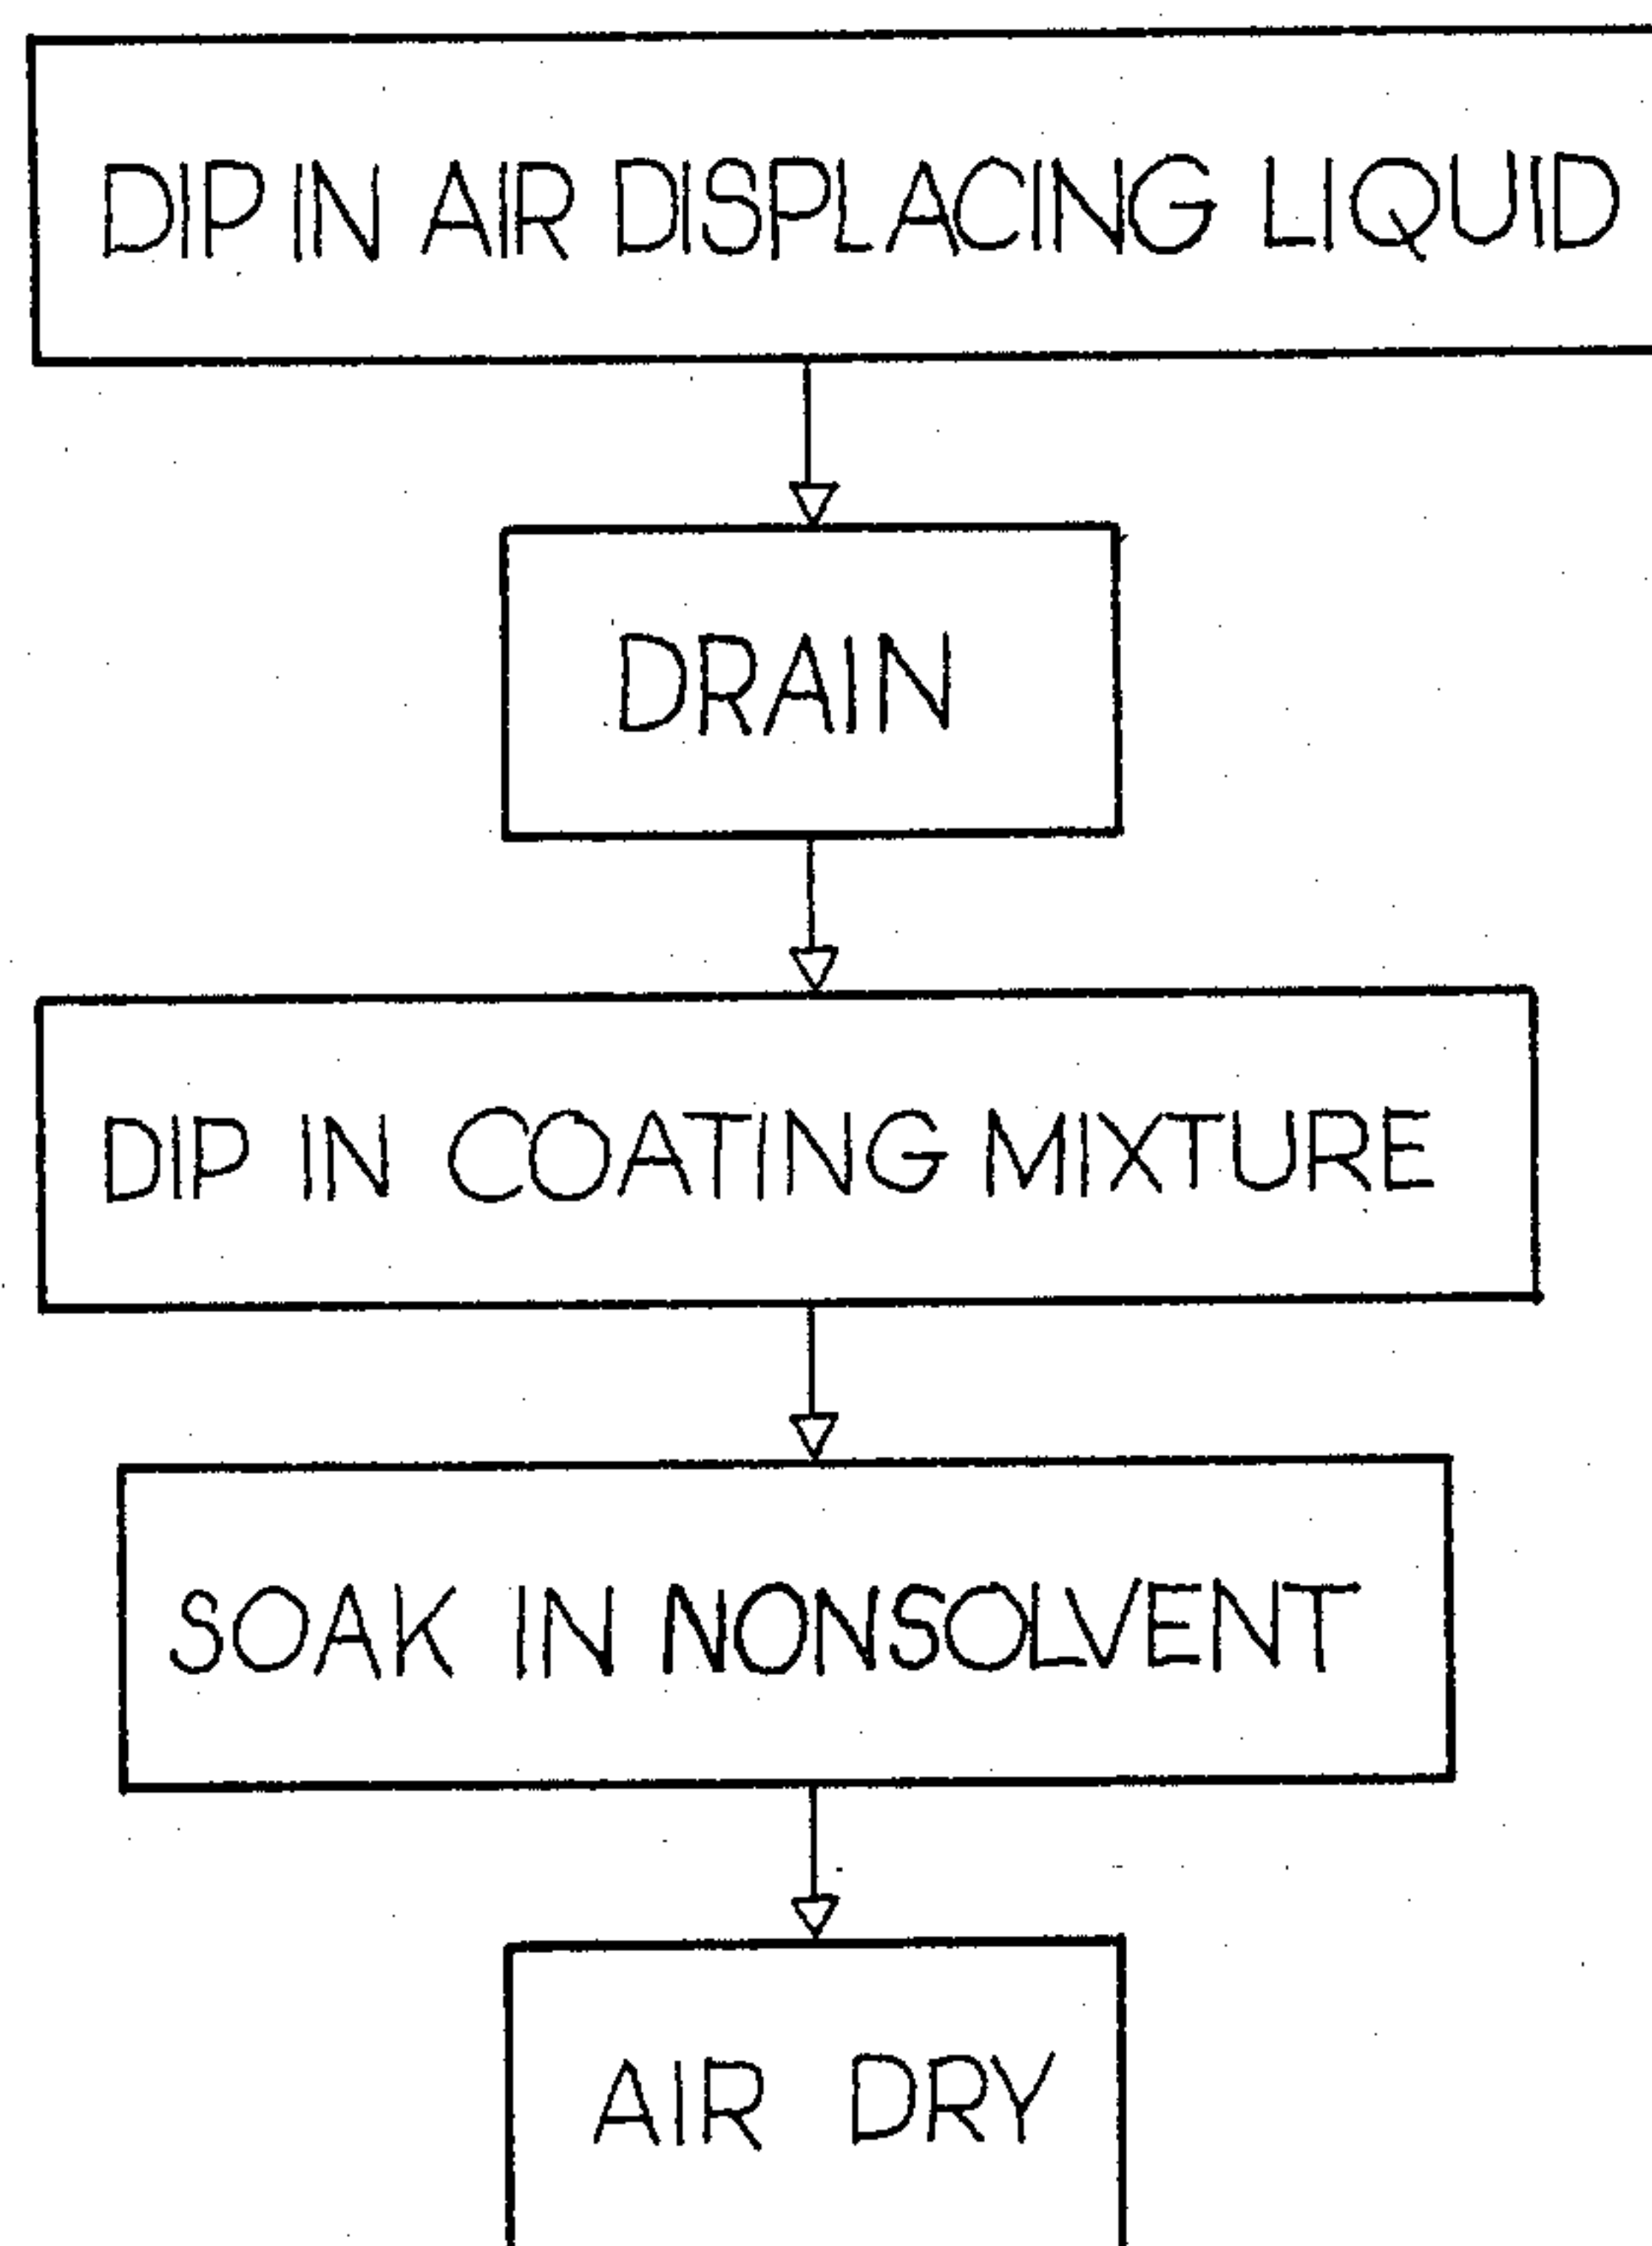 DIP IN AIR DISPLACING LIQUID
DRAIN
DIP IN COATING MIXTURE
SOAK IN NONSOLVENT
AIR DRY